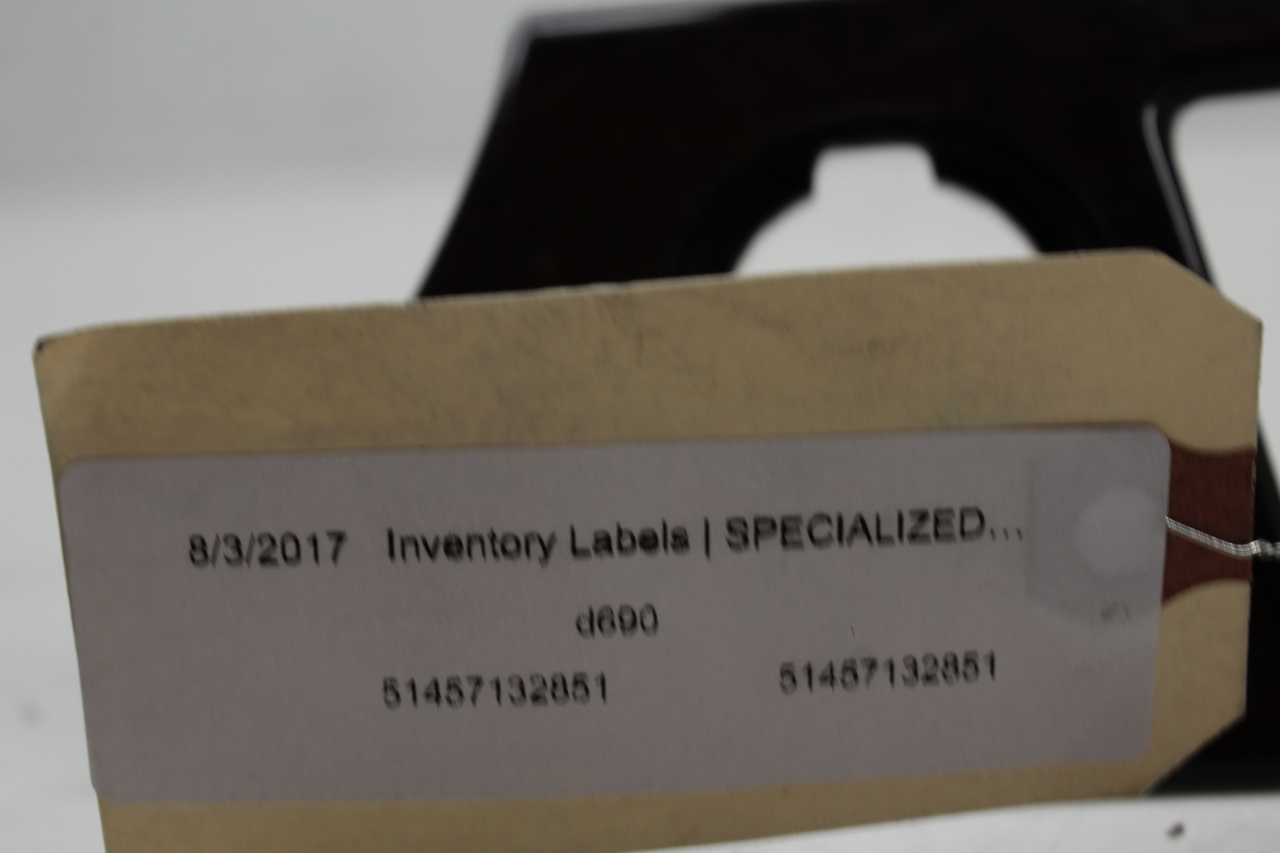 8/3/2017 Inventory Labels | SPECIALIZED...
d690
51457132851 51457132851